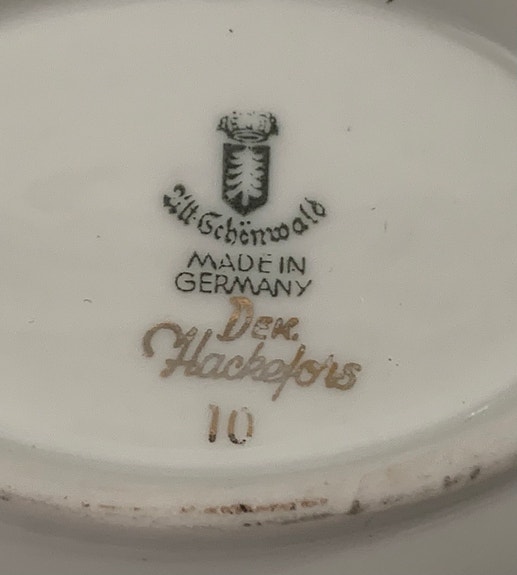 Alt-Schönwald
MADE IN
GERMANY
DEK.
Hackefors
10